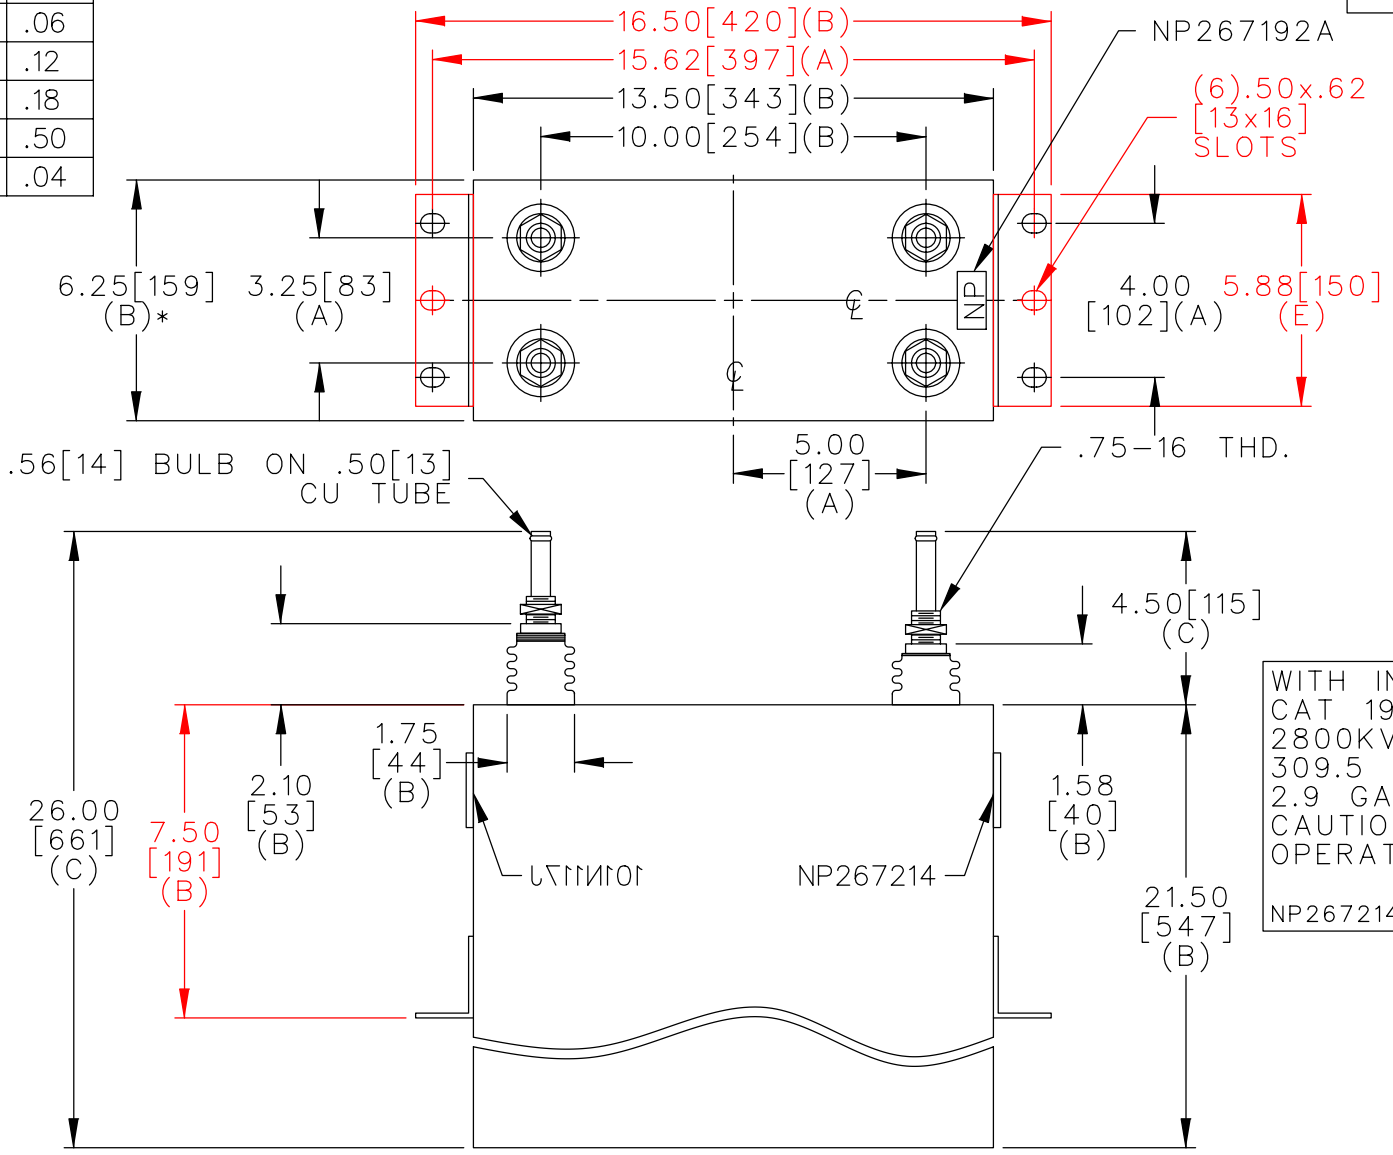 .06
.12
.18
.50
.04
16.50[420](B)
15.62[397](A)
13.50[343](B)
10.00[254](B)
NP267192A
(6).50x.62
[13x16]
SLOTS
6.25[159]
(B)*
3.25[83]
(A)
℄
NP
4.00
[102](A)
5.88[150]
(E)
℄
5.00
[127]
(A)
.75-16 THD.
.56[14] BULB ON .50[13]
CU TUBE
4.50[115]
(C)
26.00
[661]
(C)
7.50
[191]
(B)
2.10
[53]
(B)
1.75
[44]
(B)
1.58
[40]
(B)
101N117J
NP267214
21.50
[547]
(B)
WITH IN
CAT 19
2800KV
309.5
2.9 GA
CAUTIO
OPERAT
NP267214